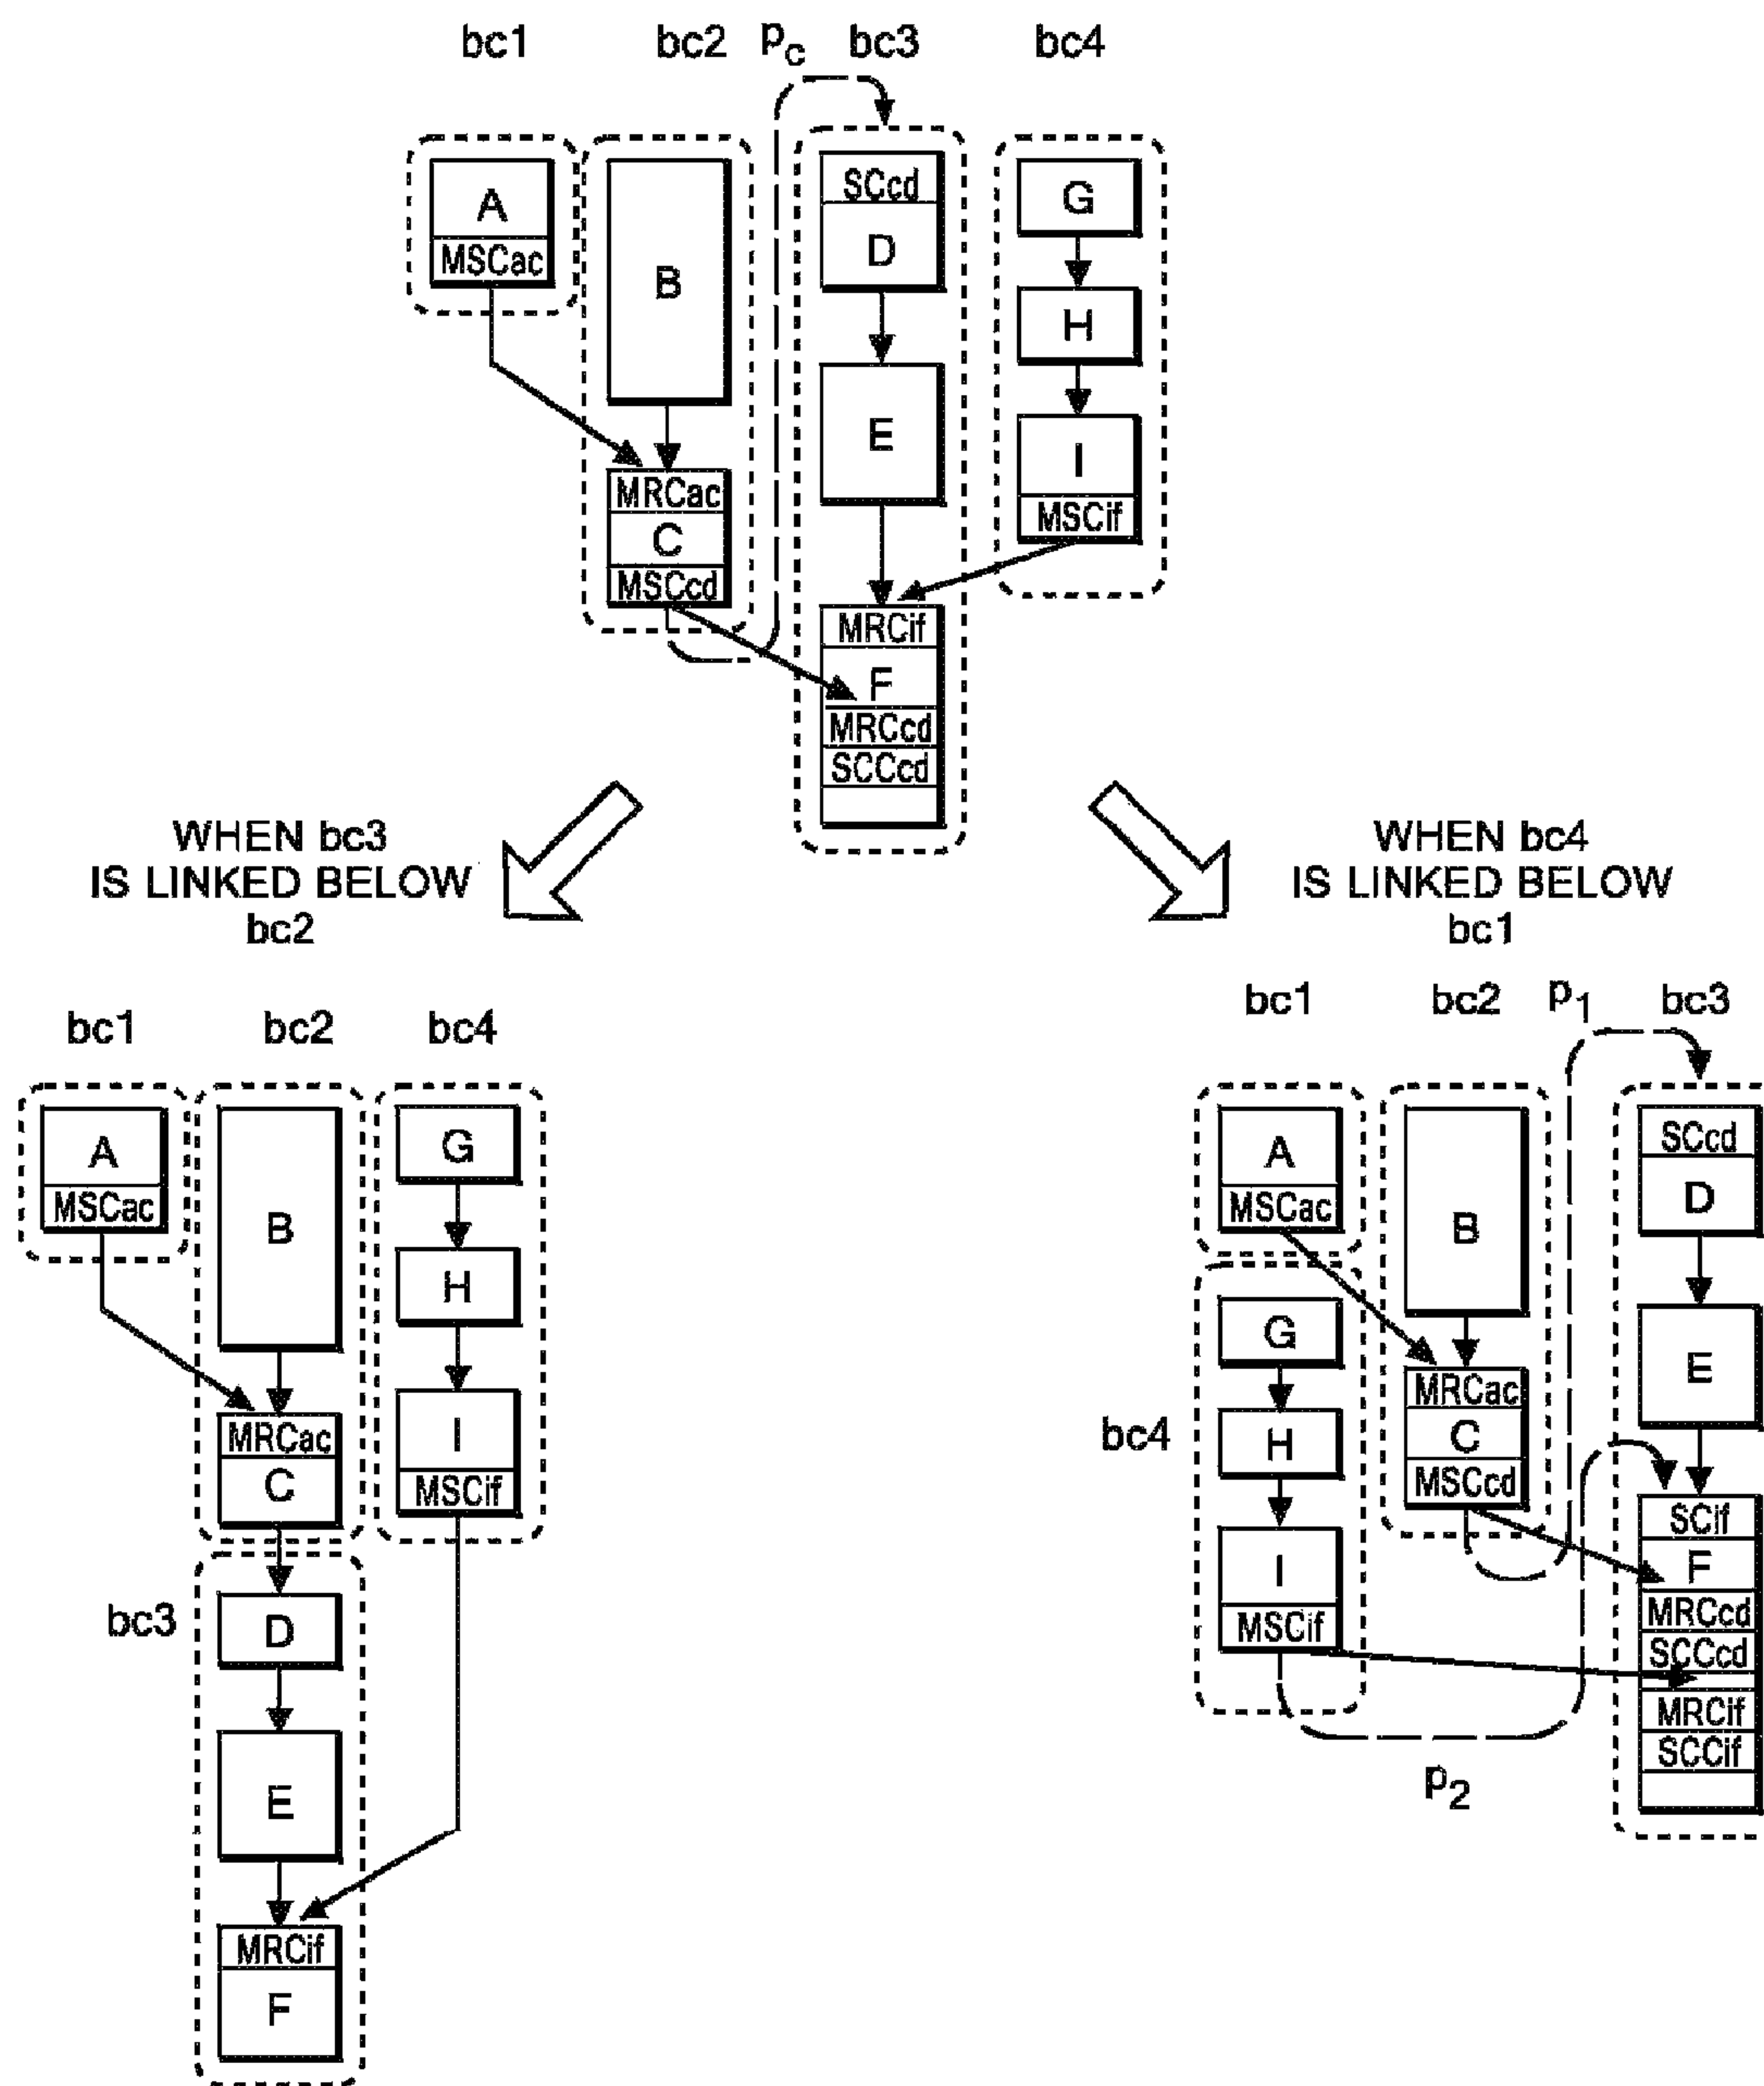 bc1 bc2 pc bc3 bc4
A
MSCac
B
MRCac
C
MSCcd
SCcd
D
E
MRCif
F
MRCcd
SCCcd
G
H
I
MSCif
WHEN bc3
IS LINKED BELOW
bc2
WHEN bc4
IS LINKED BELOW
bc1
bc1 bc2 bc4
A
MSCac
B
MRCac
C
G
H
I
MSCif
bc3
D
E
MRCif
F
bc1 bc2 p1 bc3
A
MSCac
bc4
G
H
I
MSCif
B
MRCac
C
MSCcd
SCcd
D
E
SCif
F
MRCcd
SCCcd
MRCif
SCCif
p2